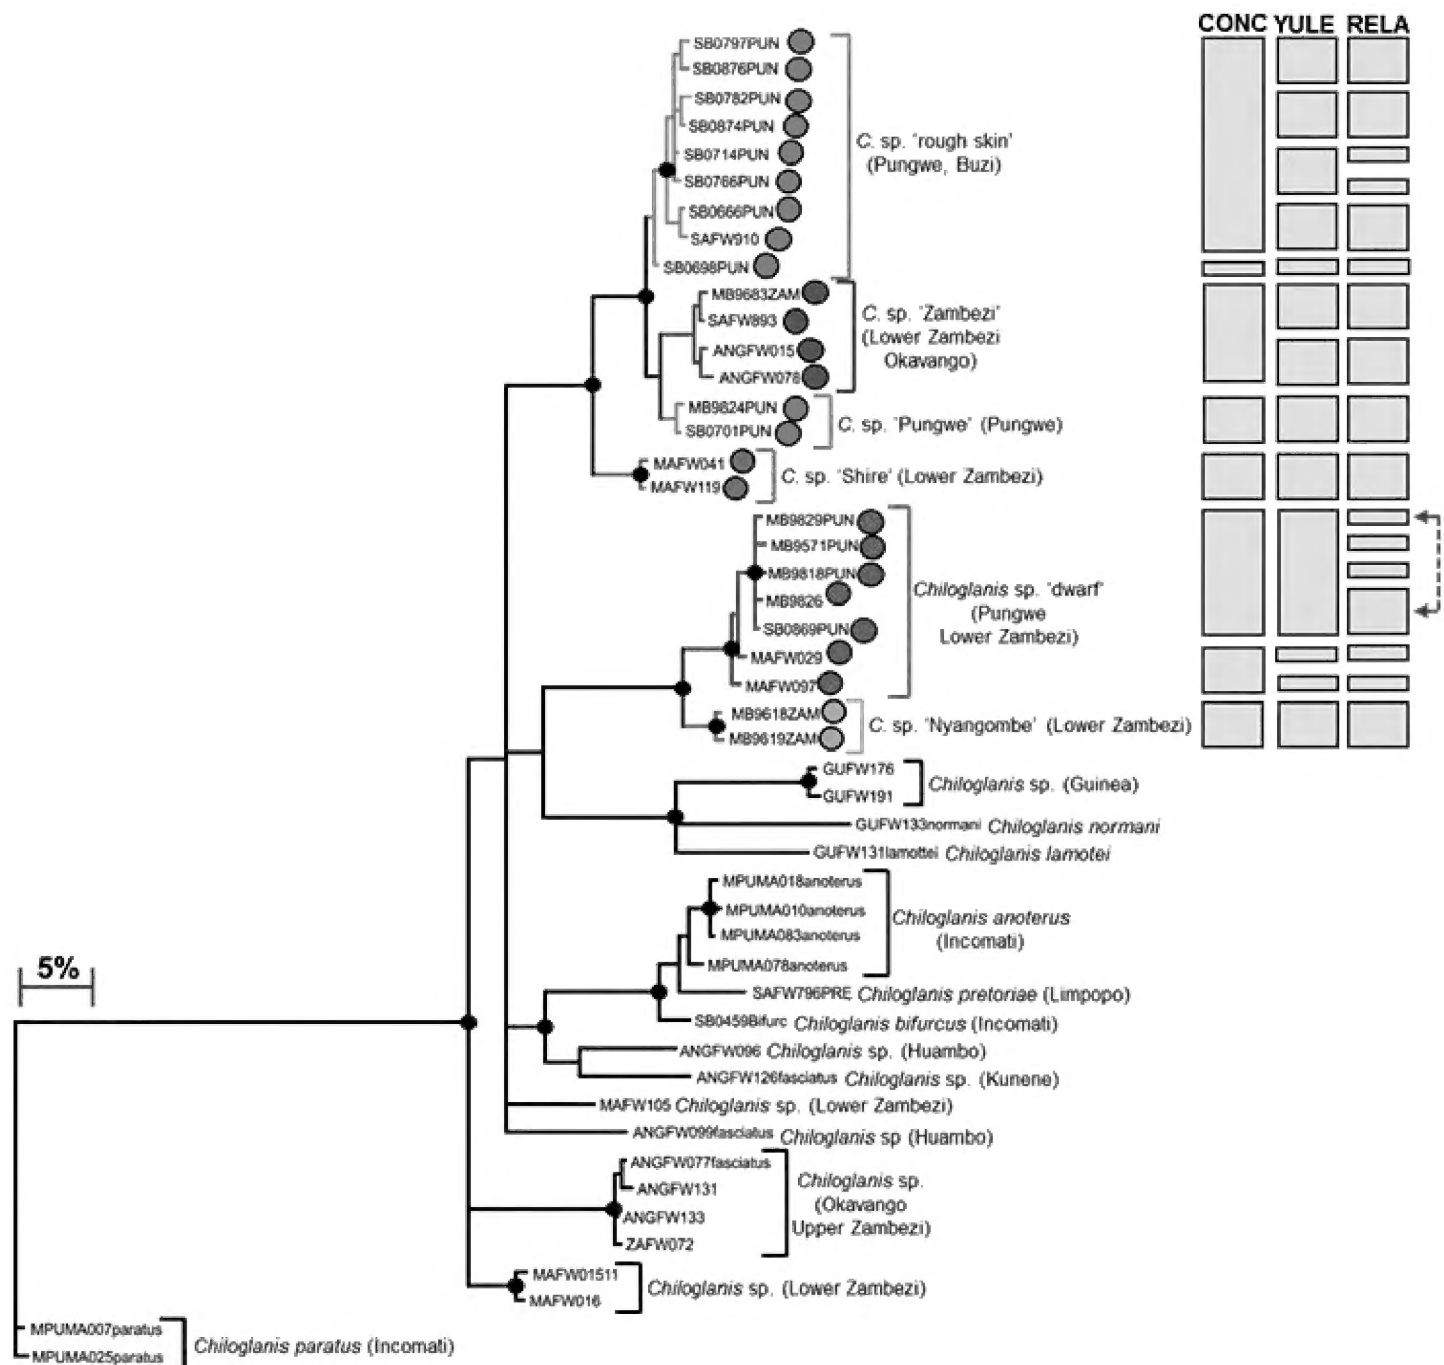 CONC YULE RELA
SB0797PUN
SB0876PUN
SB0782PUN
SB0874PUN
SB0714PUN
SB0766PUN
SB0666PUN
SAFW910
SB0698PUN
C. sp. 'rough skin'
(Pungwe, Buzi)
MB9683ZAM
SAFW893
ANGFW015
ANGFW078
C. sp. 'Zambezi'
(Lower Zambezi
Okavango)
MB9624PUN
SB0701PUN
C. sp. 'Pungwe' (Pungwe)
MAFW041
MAFW119
C. sp. 'Shire' (Lower Zambezi)
MB9829PUN
MB9571PUN
MB9818PUN
MB9826
SB0869PUN
MAFW029
MAFW097
Chiloglanis sp. 'dwarf'
(Pungwe
Lower Zambezi)
MB9618ZAM
MB9619ZAM
C. sp. 'Nyangombe' (Lower Zambezi)
GUFW176
GUFW191
Chiloglanis sp. (Guinea)
GUFW133normani Chiloglanis normani
GUFW131lamottei Chiloglanis lamotei
MPUMA018anoterus
MPUMA010anoterus
MPUMA083anoterus
MPUMA078anoterus
Chiloglanis anoterus
(Incomati)
5%
SAFW796PRE Chiloglanis pretoriae (Limpopo)
SB0459Bifurc Chiloglanis bifurcus (Incomati)
ANGFW096 Chiloglanis sp. (Huambo)
ANGFW126fasciatus Chiloglanis sp. (Kunene)
MAFW105 Chiloglanis sp. (Lower Zambezi)
ANGFW099fasciatus Chiloglanis sp (Huambo)
ANGFW077fasciatus
ANGFW131
ANGFW133
ZAFW072
Chiloglanis sp.
(Okavango
Upper Zambezi)
MAFW01511
MAFW016
Chiloglanis sp. (Lower Zambezi)
MPUMA007paratus
MPUMA025paratus
Chiloglanis paratus (Incomati)